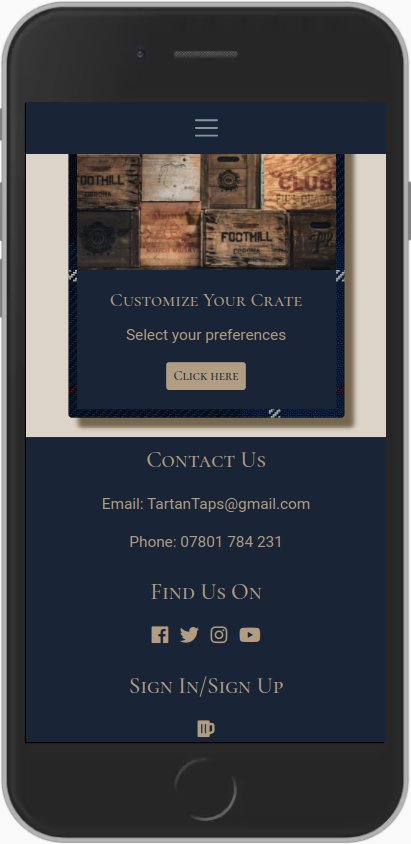 FOOTHILL
CLUB
FOOTHILL
Customize Your Crate
Select your preferences
Click here
Contact Us
Email: TartanTaps@gmail.com
Phone: 07801 784 231
Find Us On
Sign In/Sign Up